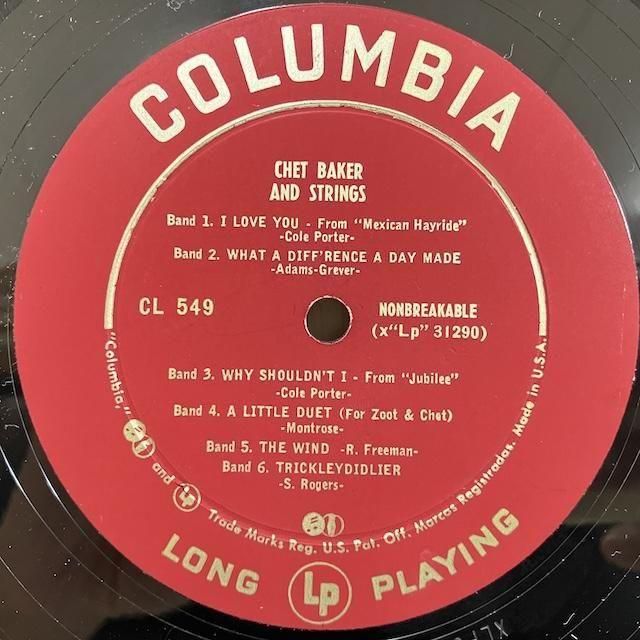 COLUMBIA
CHET BAKER
AND STRINGS
Band 1. I LOVE YOU - From "Mexican Hayride"
-Cole Porter-
Band 2. WHAT A DIFF'RENCE A DAY MADE
-Adams-Grever-
CL 549
NONBREAKABLE
(x"Lp" 31290)
Band 3. WHY SHOULDN'T I - From "Jubilee"
-Cole Porter-
Band 4. A LITTLE DUET (For Zoot & Chet)
-Montrose-
Band 5. THE WIND -R. Freeman-
Band 6. TRICKLEYDIDLIER
-S. Rogers-
"Columbia," and Lp Trade Marks Reg. U.S. Pat. Off. Marcas Registradas. Made in U.S.A.
LONG Lp PLAYING